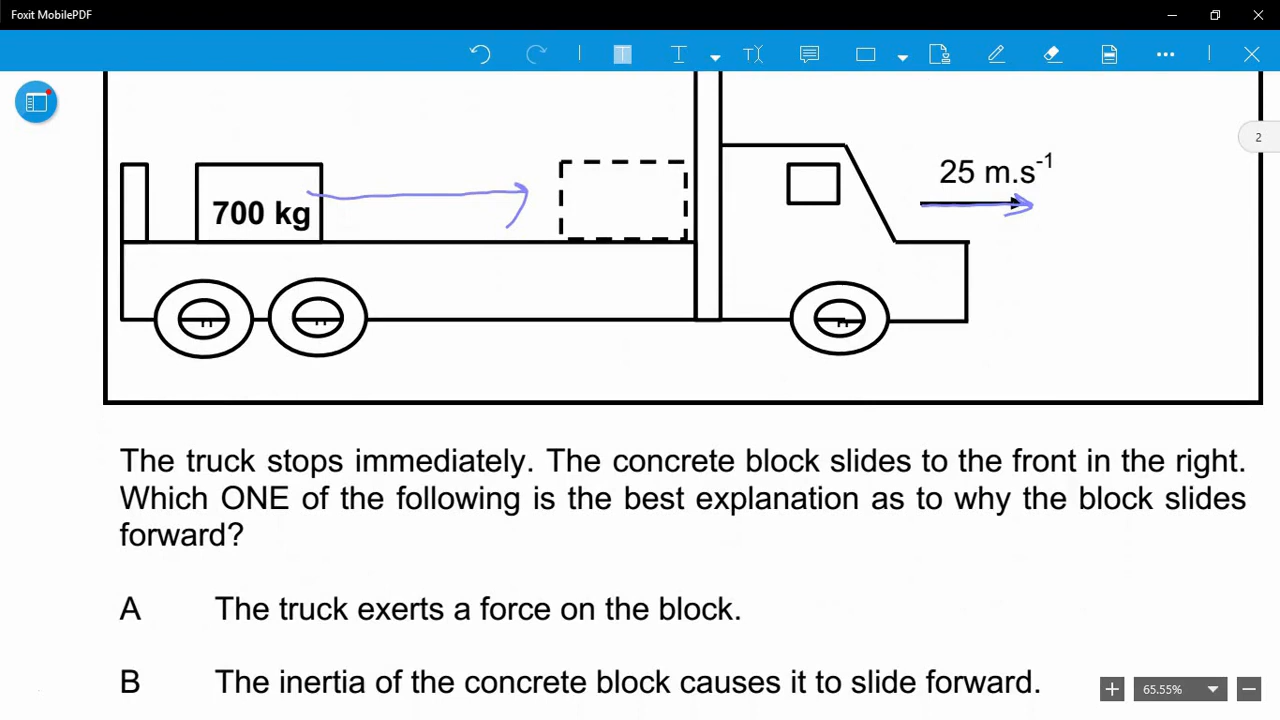 Foxit MobilePDF
2
25 m.s-1
700 kg
The truck stops immediately. The concrete block slides to the front in the right.
Which ONE of the following is the best explanation as to why the block slides
forward?
A The truck exerts a force on the block.
B The inertia of the concrete block causes it to slide forward.
65.55%